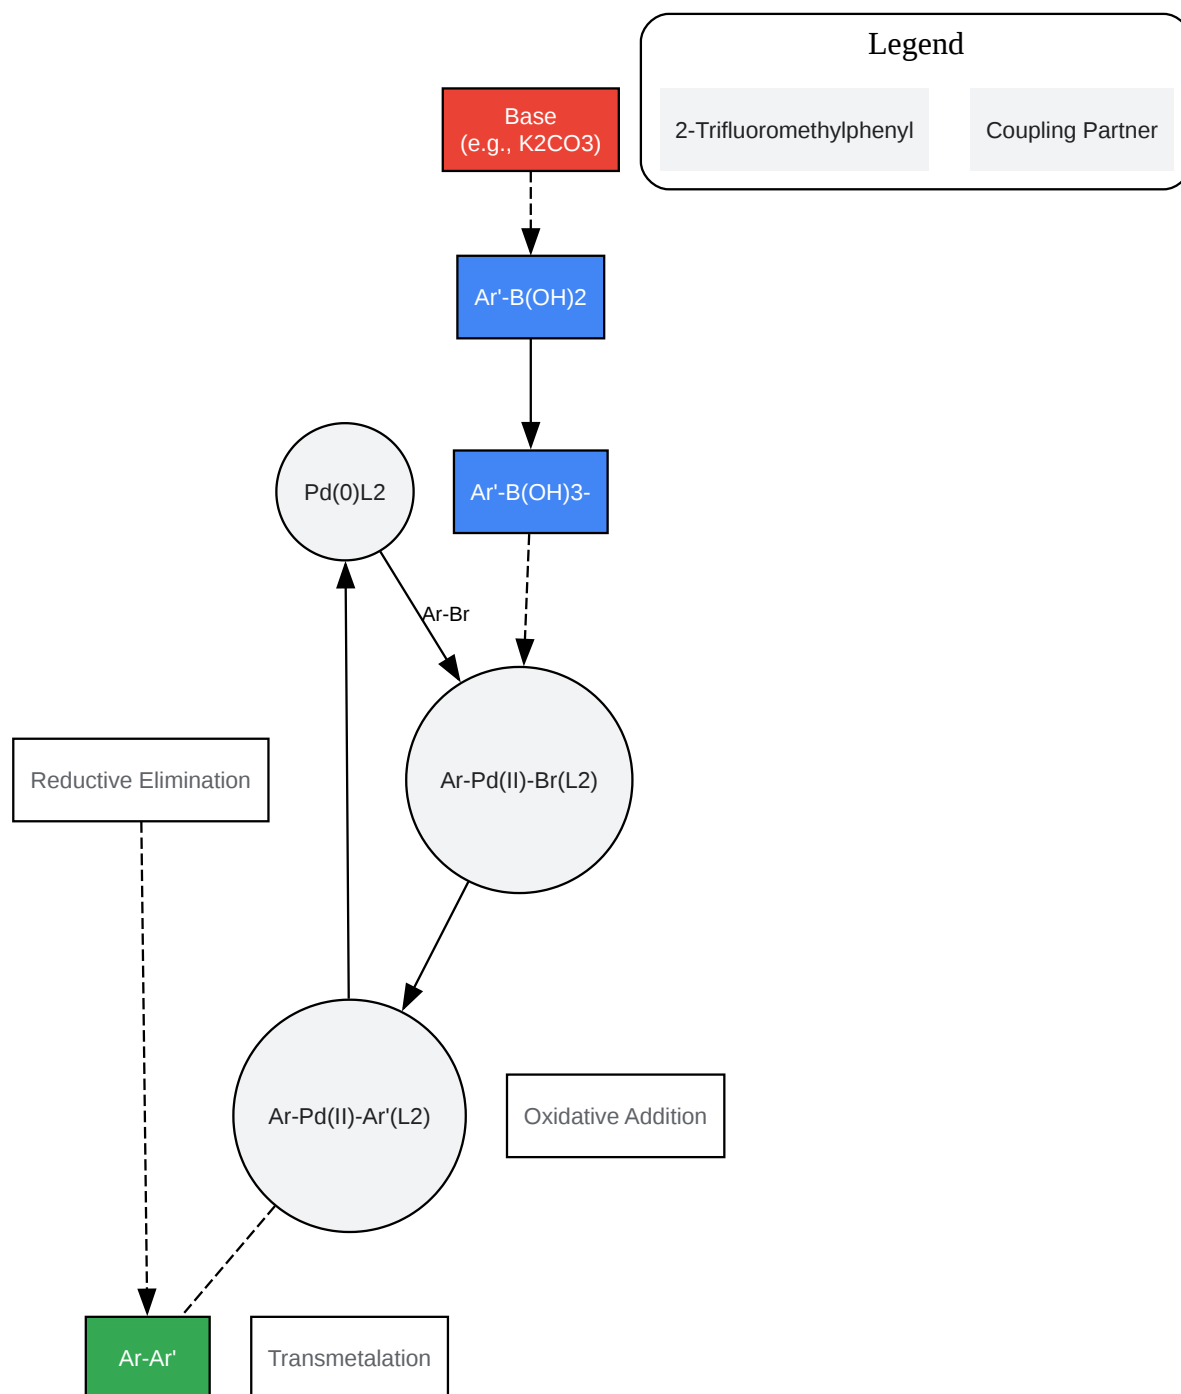 Legend
Base
(e.g., K2CO3)
2-Trifluoromethylphenyl
Coupling Partner
Ar'-B(OH)2
Pd(0)L2
Ar'-B(OH)3-
Ar-Br
Reductive Elimination
Ar-Pd(II)-Br(L2)
Ar-Pd(II)-Ar'(L2)
Oxidative Addition
Ar-Ar'
Transmetalation